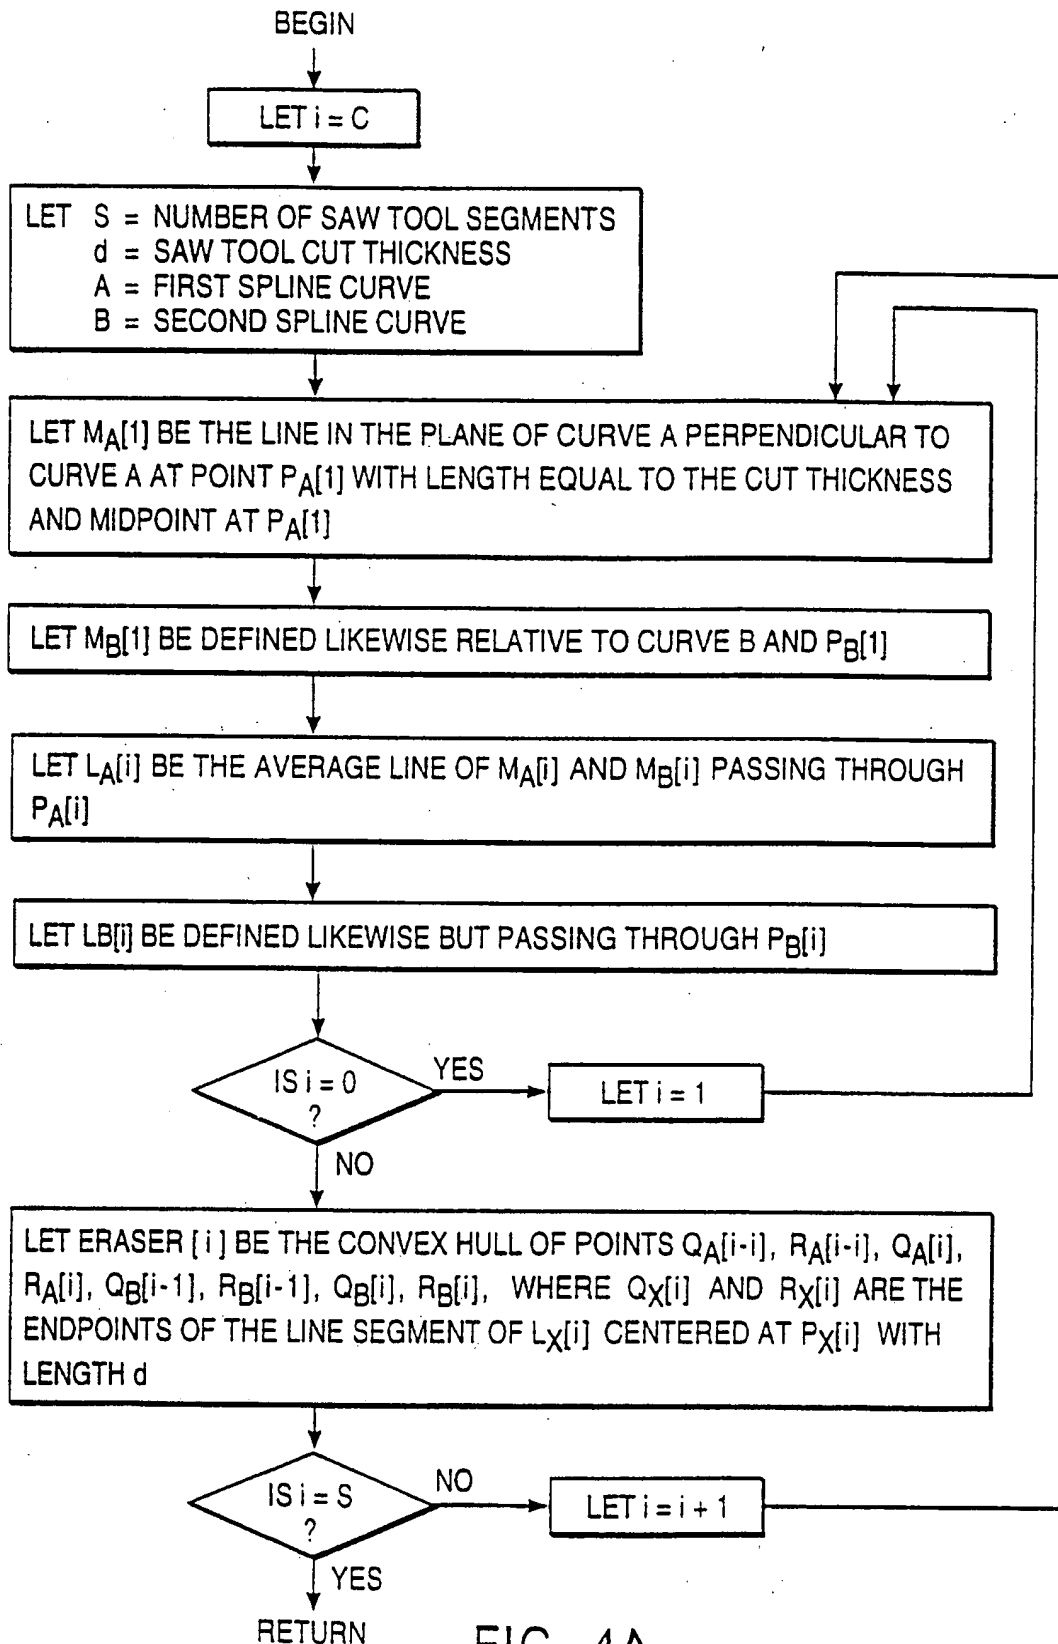 BEGIN
LET i = C
LET S = NUMBER OF SAW TOOL SEGMENTS
d = SAW TOOL CUT THICKNESS
A = FIRST SPLINE CURVE
B = SECOND SPLINE CURVE
LET MA[1] BE THE LINE IN THE PLANE OF CURVE A PERPENDICULAR TO
CURVE A AT POINT PA[1] WITH LENGTH EQUAL TO THE CUT THICKNESS
AND MIDPOINT AT PA[1]
LET MB[1] BE DEFINED LIKEWISE RELATIVE TO CURVE B AND PB[1]
LET LA[i] BE THE AVERAGE LINE OF MA[i] AND MB[i] PASSING THROUGH
PA[i]
LET LB[i] BE DEFINED LIKEWISE BUT PASSING THROUGH PB[i]
IS i = 0
?
YES
LET i = 1
NO
LET ERASER [ i ] BE THE CONVEX HULL OF POINTS QA[i-i], RA[i-i], QA[i],
RA[i], QB[i-1], RB[i-1], QB[i], RB[i], WHERE QX[i] AND RX[i] ARE THE
ENDPOINTS OF THE LINE SEGMENT OF LX[i] CENTERED AT PX[i] WITH
LENGTH d
IS i = S
?
NO
LET i = i + 1
YES
RETURN
FIG. 4A